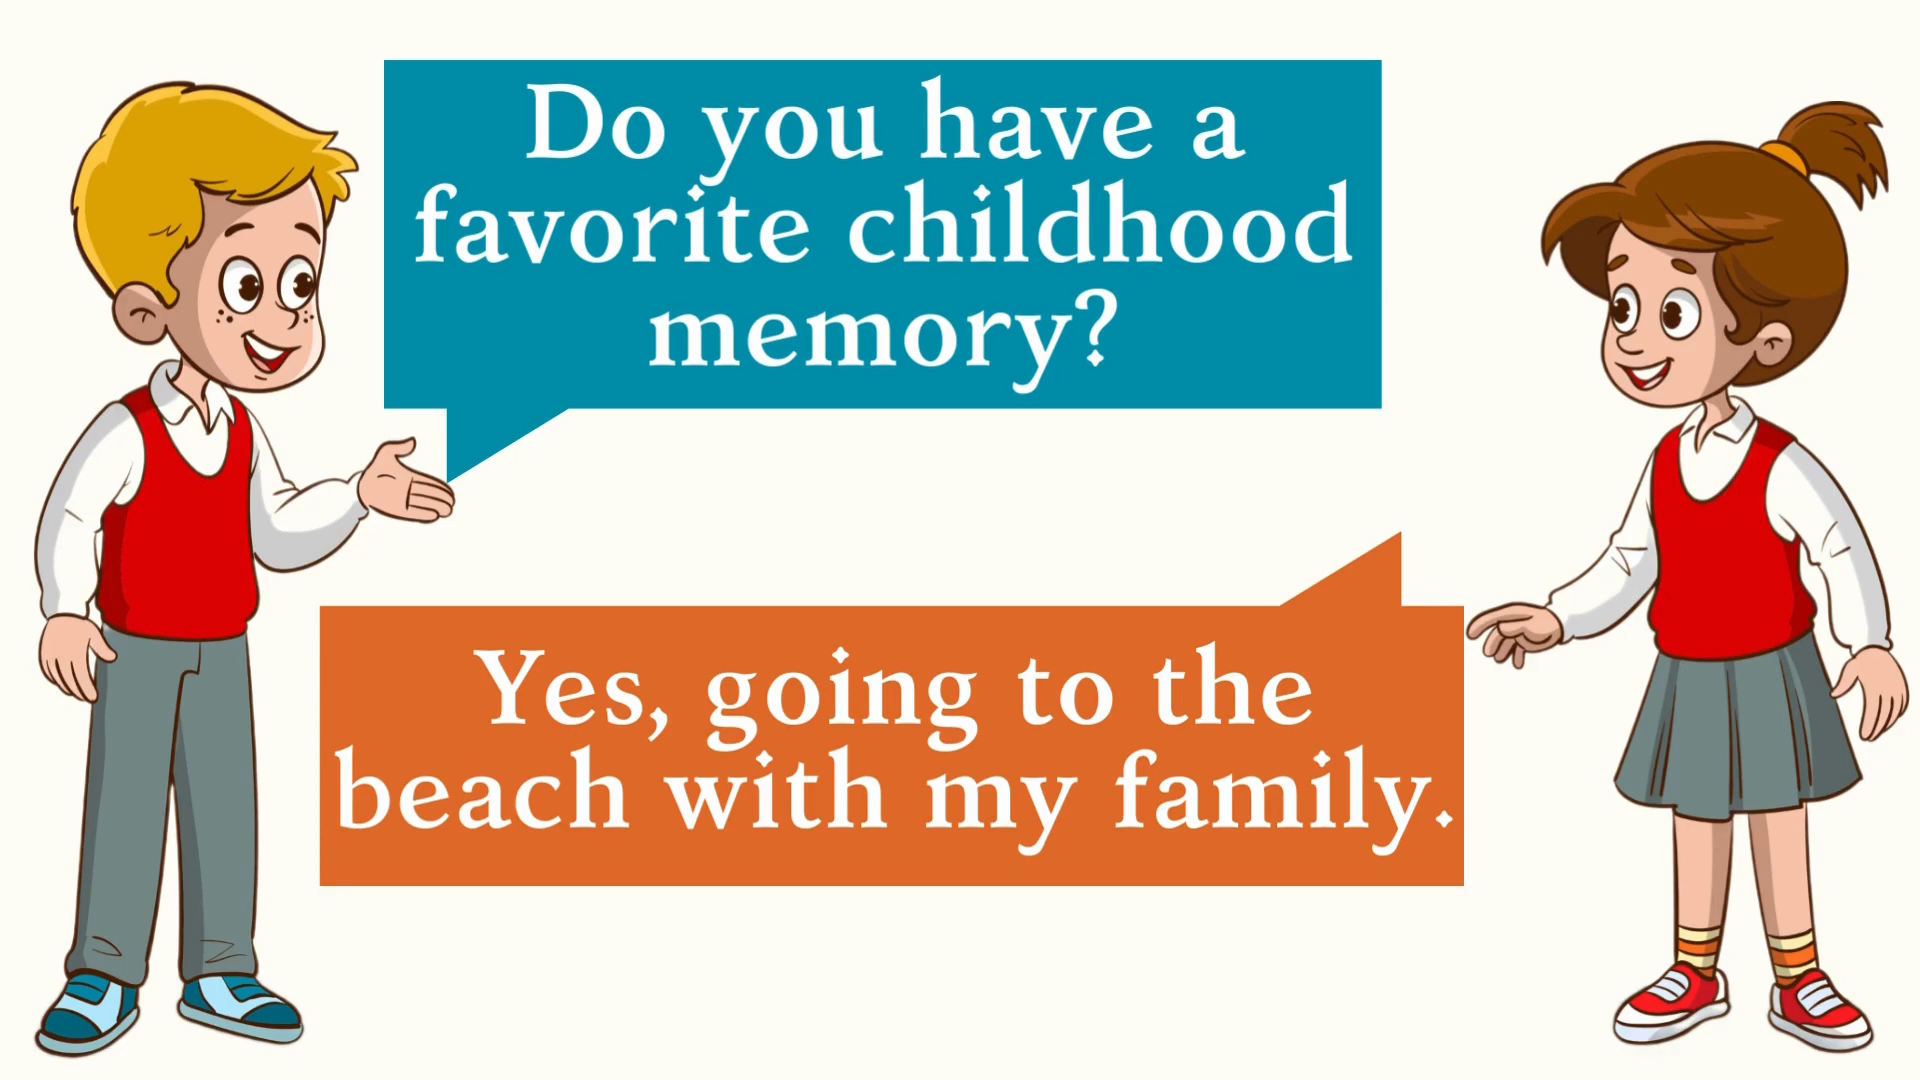 Do you have a
favorite childhood
memory?
Yes, going to the
beach with my family.